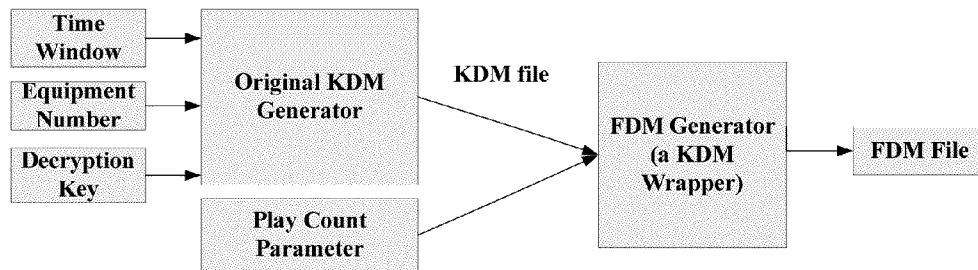 Time
Window
Equipment
Number
Decryption
Key
Original KDM
Generator
Play Count
Parameter
KDM file
FDM Generator
(a KDM
Wrapper)
FDM File